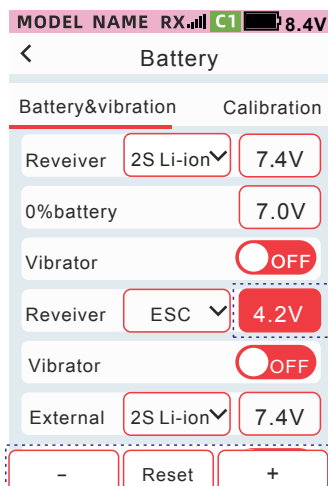 MODEL NAME RX C1 8.4V
Battery
Battery&vibration Calibration
Reveiver 2S Li-ion 7.4V
0%battery 7.0V
Vibrator OFF
Reveiver ESC 4.2V
Vibrator OFF
External 2S Li-ion 7.4V
- Reset +